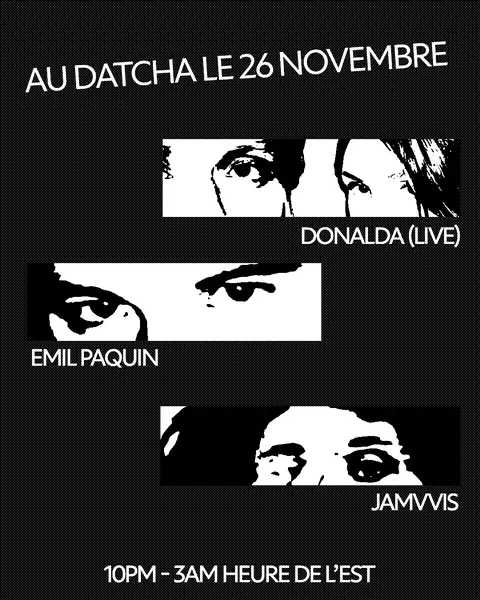 AU DATCHA LE 26 NOVEMBRE
DONALDA (LIVE)
EMIL PAQUIN
JAMVVIS
10PM - 3AM HEURE DE L'EST